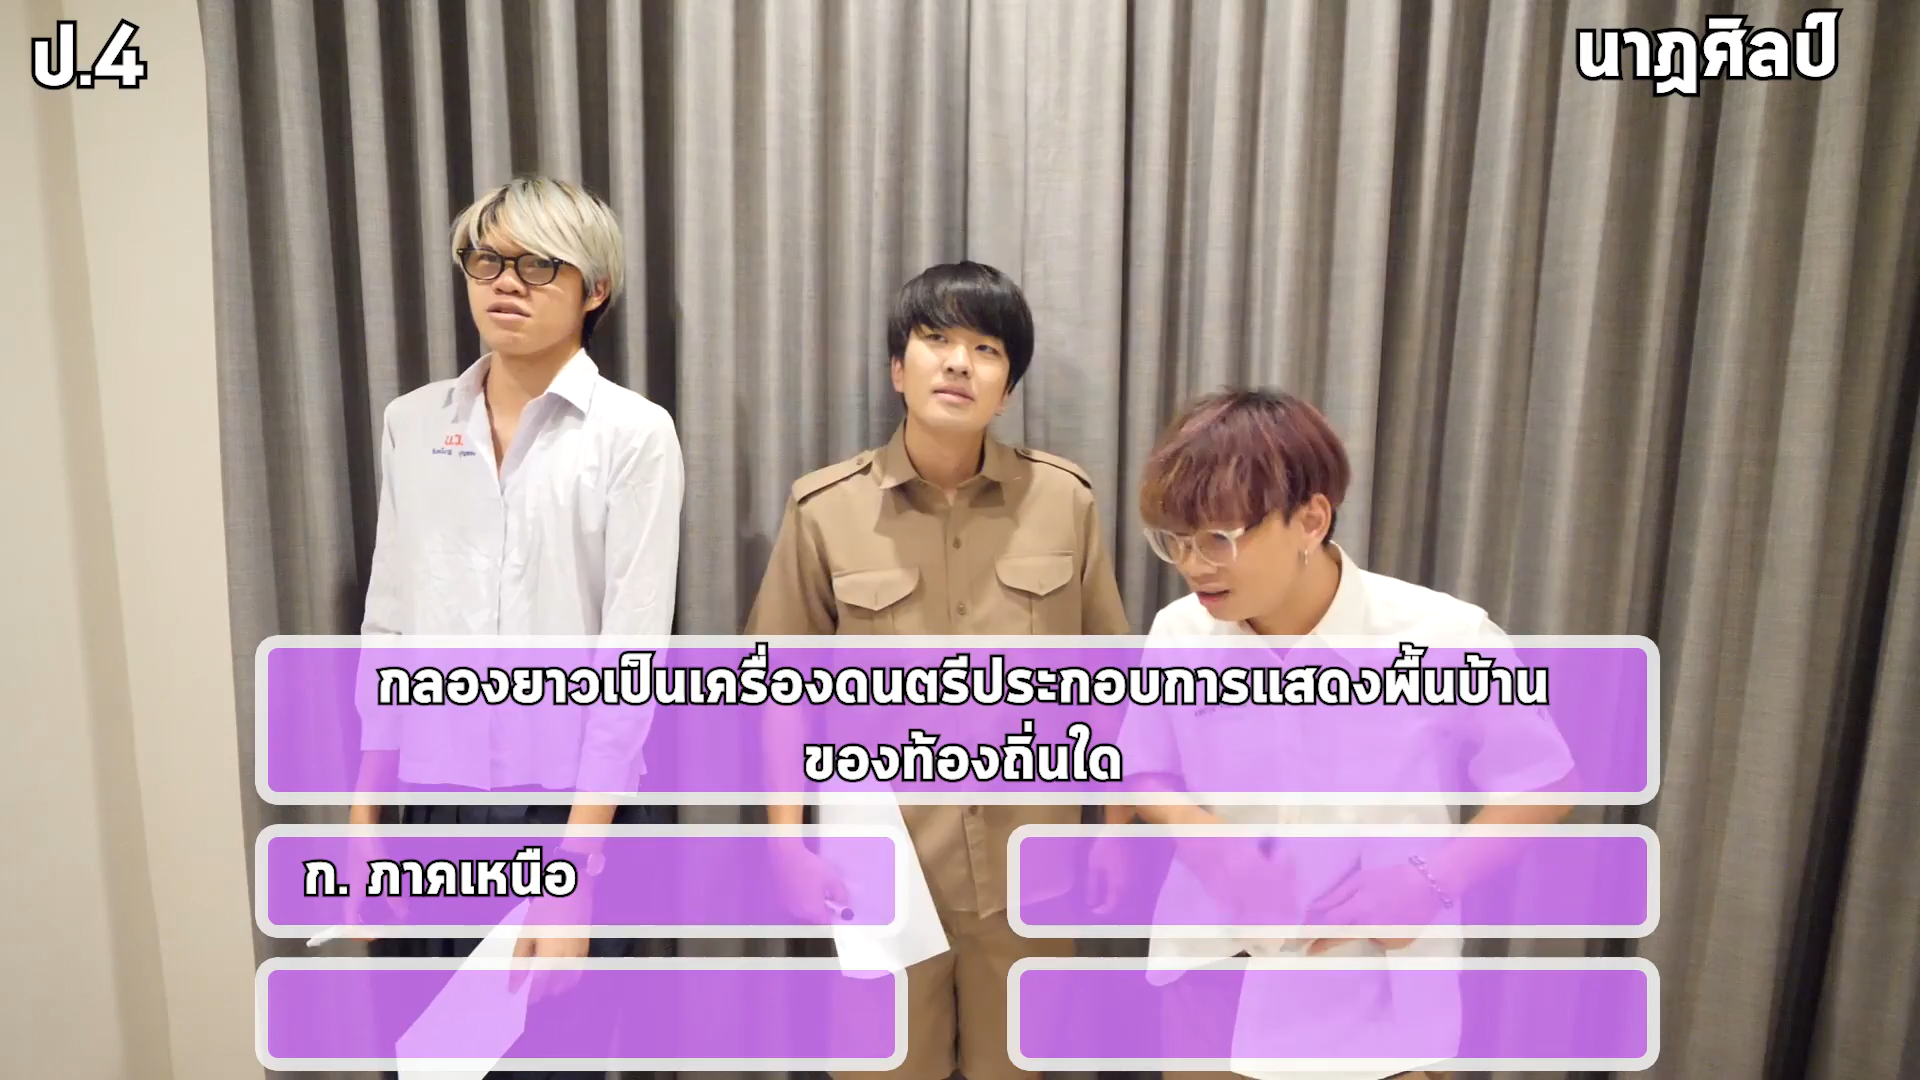 ป.4
นาฏศิลป์
น.ว.
กลองยาวเป็นเครื่องดนตรีประกอบการแสดงพื้นบ้าน
ของท้องถิ่นใด
ก. ภาคเหนือ